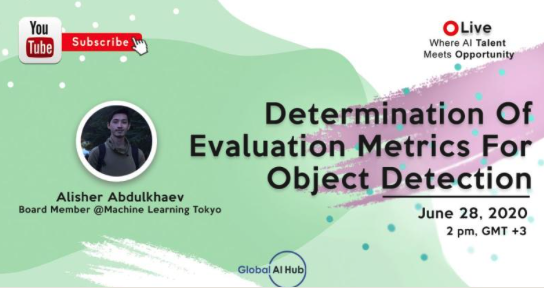 You
Tube
Subscribe
Live
Where AI Talent
Meets Opportunity
Determination Of
Evaluation Metrics For
Object Detection
Alisher Abdulkhaev
Board Member @Machine Learning Tokyo
June 28, 2020
2 pm, GMT +3
Global AI Hub